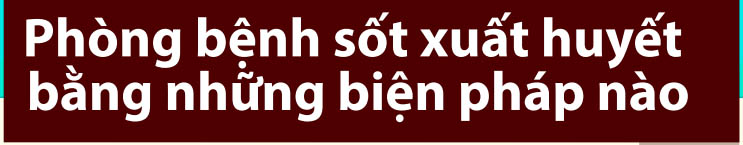 Phòng bệnh sốt xuất huyết
bằng những biện pháp nào